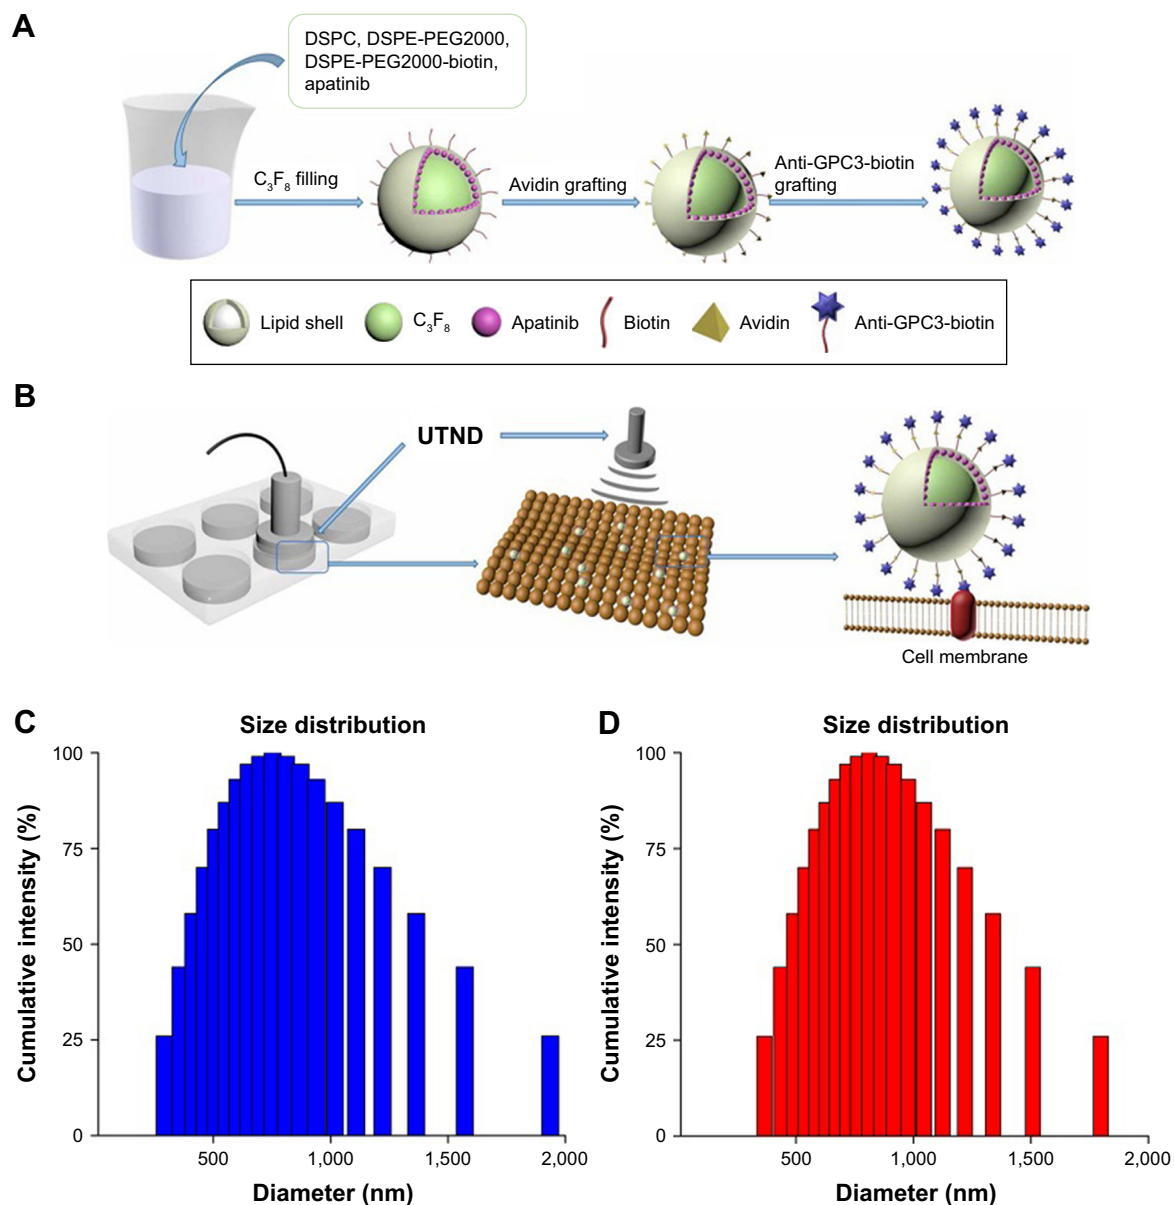 A
DSPC, DSPE-PEG2000,
DSPE-PEG2000-biotin,
apatinib
C₃F₈ filling
Avidin grafting
Anti-GPC3-biotin
grafting
Lipid shell
C₃F₈
Apatinib
Biotin
Avidin
Anti-GPC3-biotin
B
UTND
Cell membrane
C
Size distribution
Cumulative intensity (%)
100
75
50
25
0
500
1,000
1,500
2,000
Diameter (nm)
D
Size distribution
Cumulative intensity (%)
100
75
50
25
0
500
1,000
1,500
2,000
Diameter (nm)